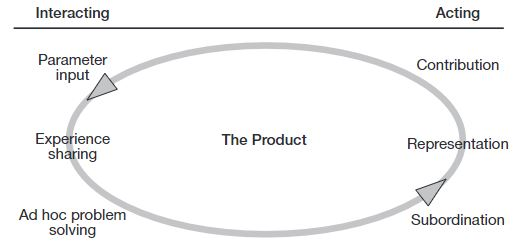 Interacting
Acting
Parameter
input
Contribution
Experience
sharing
The Product
Representation
Ad hoc problem
solving
Subordination